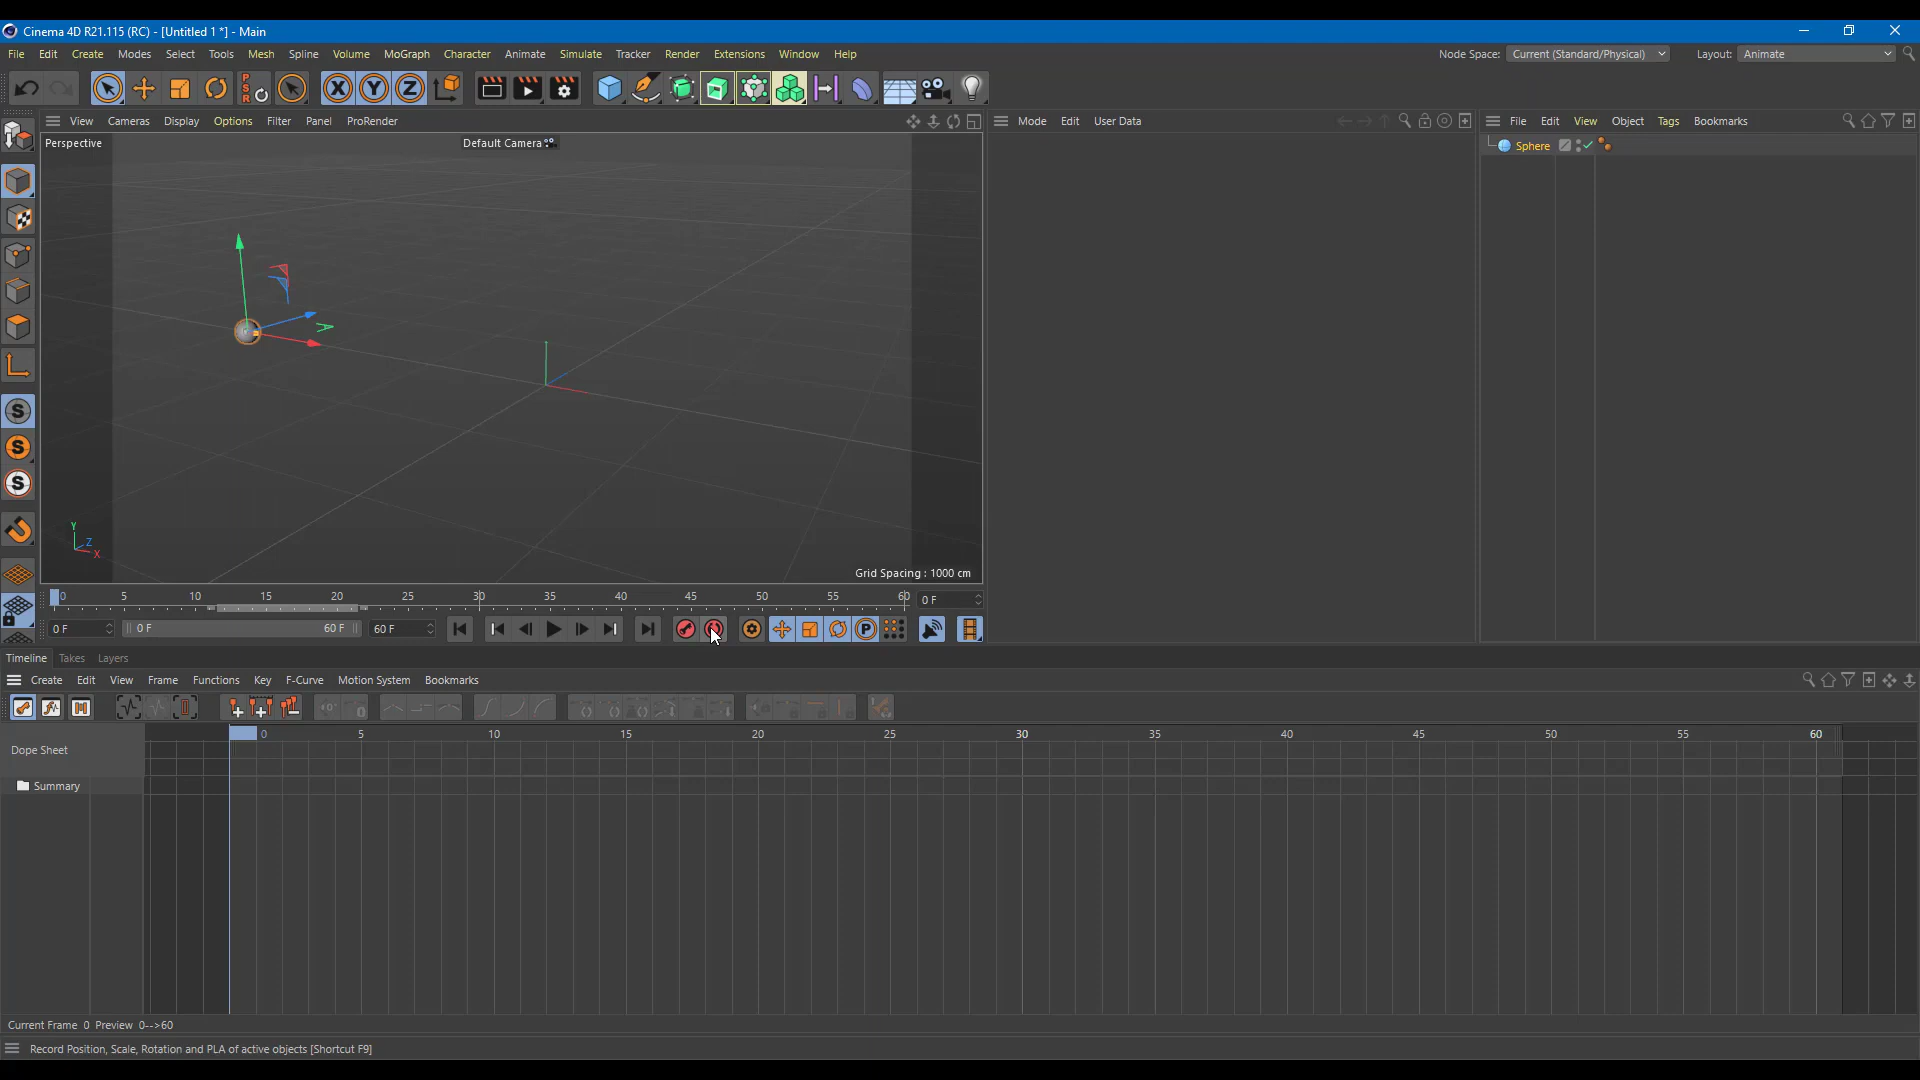 Cinema 4D R21.115 (RC) - [Untitled 1 *] - Main
File Edit Create Modes Select Tools Mesh Spline Volume MoGraph Character Animate Simulate Tracker Render Extensions Window Help
Node Space: Current (Standard/Physical) Layout: Animate
PSR X Y Z
View Cameras Display Options Filter Panel ProRender
Mode Edit User Data
File Edit View Object Tags Bookmarks
Perspective
Default Camera
Sphere
S
S
S
Y
Z
X
Grid Spacing : 1000 cm
0 5 10 15 20 25 30 35 40 45 50 55 60 0 F
0 F 0 F 60 F 60 F P
Timeline Takes Layers
Create Edit View Frame Functions Key F-Curve Motion System Bookmarks
0 5 10 15 20 25 30 35 40 45 50 55 60
Dope Sheet
Summary
Current Frame 0 Preview 0-->60
Record Position, Scale, Rotation and PLA of active objects [Shortcut F9]